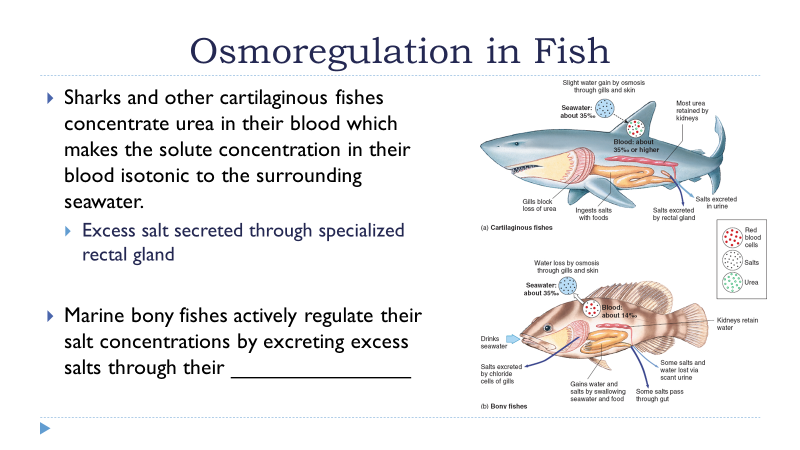 Osmoregulation in Fish
Sharks and other cartilaginous fishes
concentrate urea in their blood which
makes the solute concentration in their
blood isotonic to the surrounding
seawater.
Excess salt secreted through specialized
rectal gland
Marine bony fishes actively regulate their
salt concentrations by excreting excess
salts through their _________________
Slight water gain by osmosis
through gills and skin
Seawater:
about 35‰
Most urea
retained by
kidneys
Blood: about
35‰ or higher
Gills block
loss of urea
Ingests salts
with foods
Salts excreted
by rectal gland
Salts excreted
in urine
(a) Cartilaginous fishes
Red
blood
cells
Salts
Urea
Water loss by osmosis
through gills and skin
Seawater:
about 35‰
Blood:
about 14‰
Kidneys retain
water
Drinks
seawater
Salts excreted
by chloride
cells of gills
Gains water and
salts by swallowing
seawater and food
Some salts pass
through gut
Some salts and
water lost via
scant urine
(b) Bony fishes